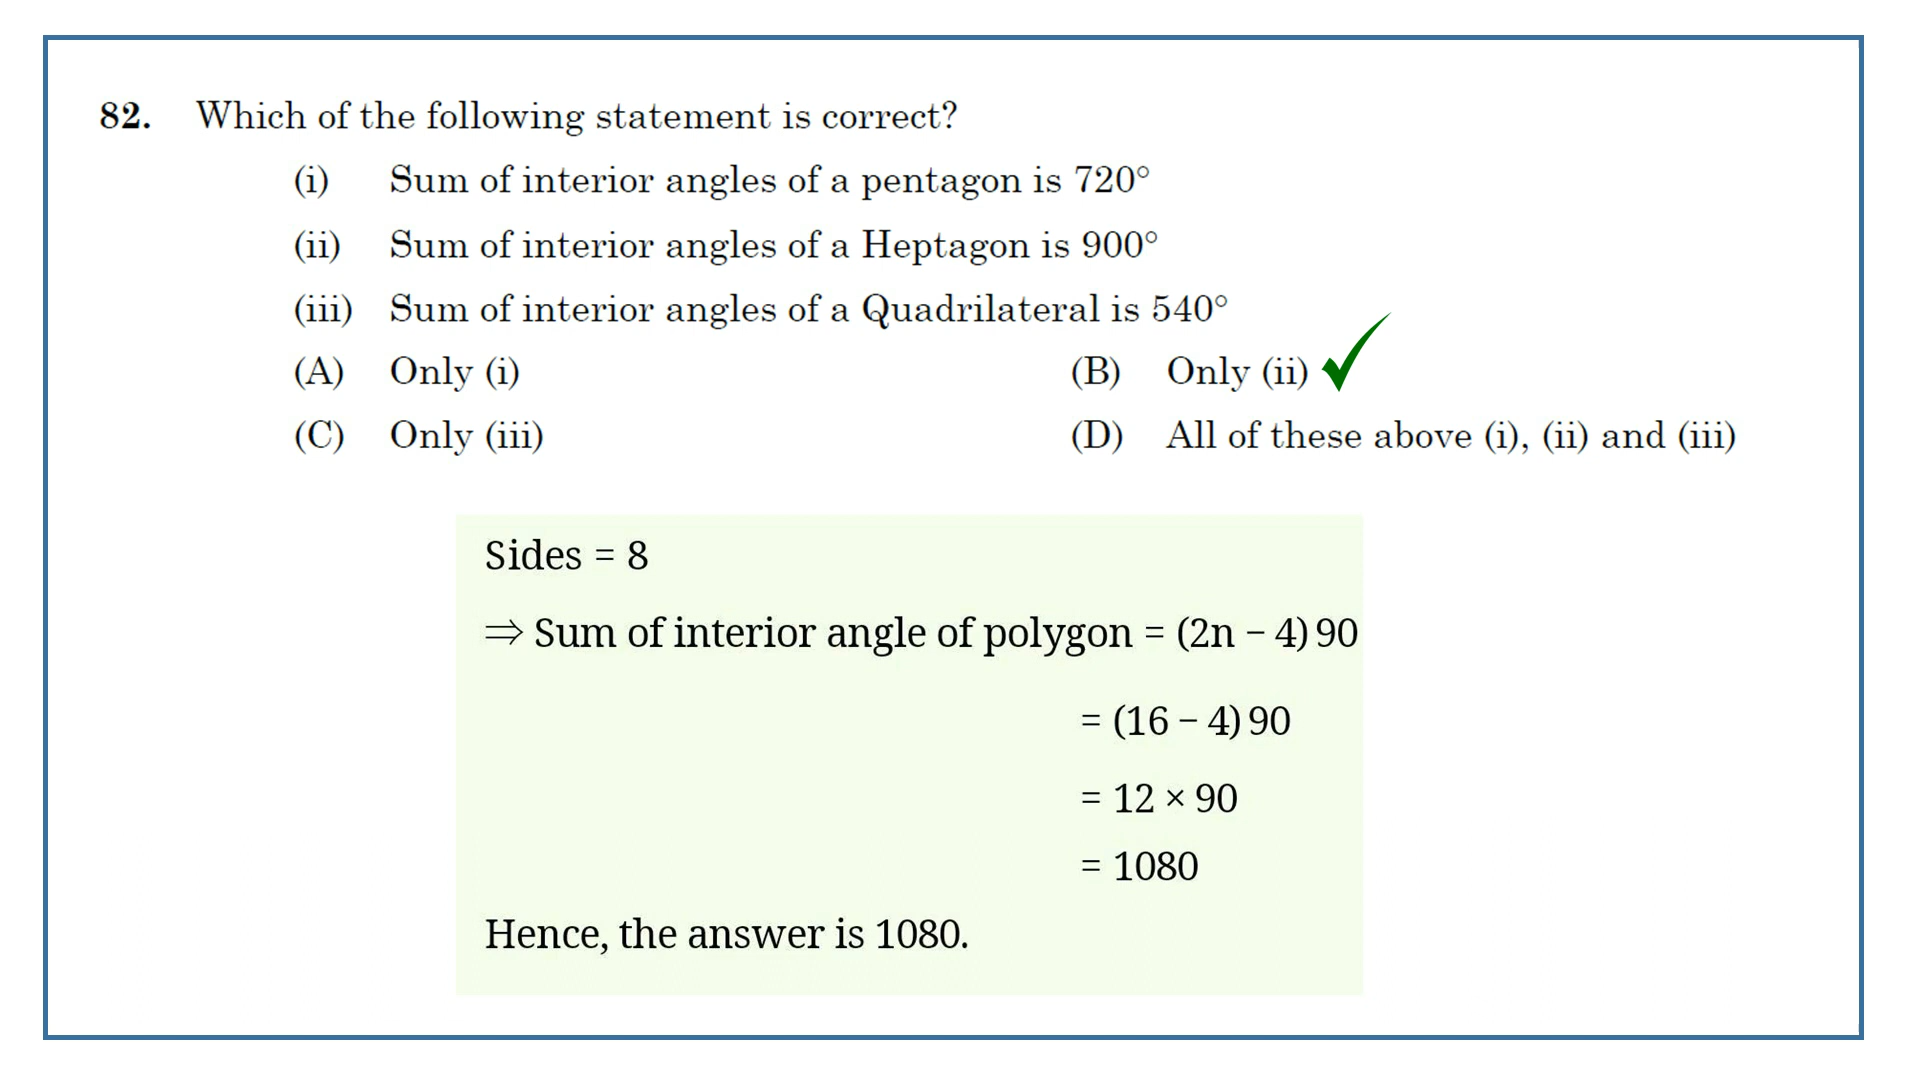 82. Which of the following statement is correct?
(i) Sum of interior angles of a pentagon is 720°
(ii) Sum of interior angles of a Heptagon is 900°
(iii) Sum of interior angles of a Quadrilateral is 540°
(A) Only (i) (B) Only (ii)
(C) Only (iii) (D) All of these above (i), (ii) and (iii)
Sides = 8
⇒ Sum of interior angle of polygon = (2n − 4) 90
= (16 − 4) 90
= 12 × 90
= 1080
Hence, the answer is 1080.